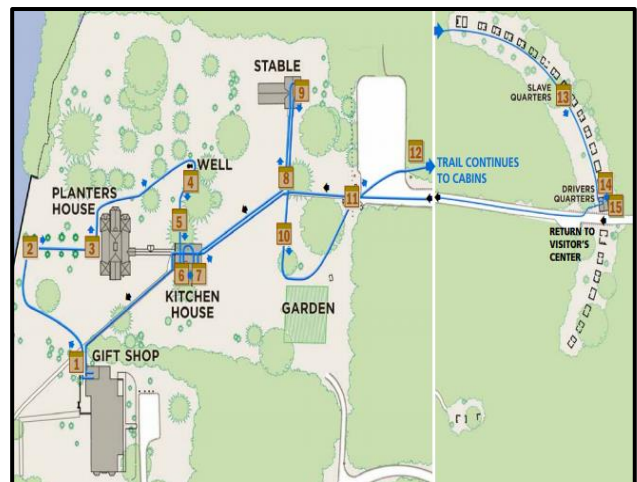 STABLE
9
SLAVE
QUARTERS
13
12
TRAIL CONTINUES
TO CABINS
WELL
4
8
PLANTERS
HOUSE
11
14
DRIVERS
QUARTERS
15
5
2
3
10
RETURN TO
VISITOR'S
CENTER
6
7
KITCHEN
HOUSE
GARDEN
1
GIFT SHOP